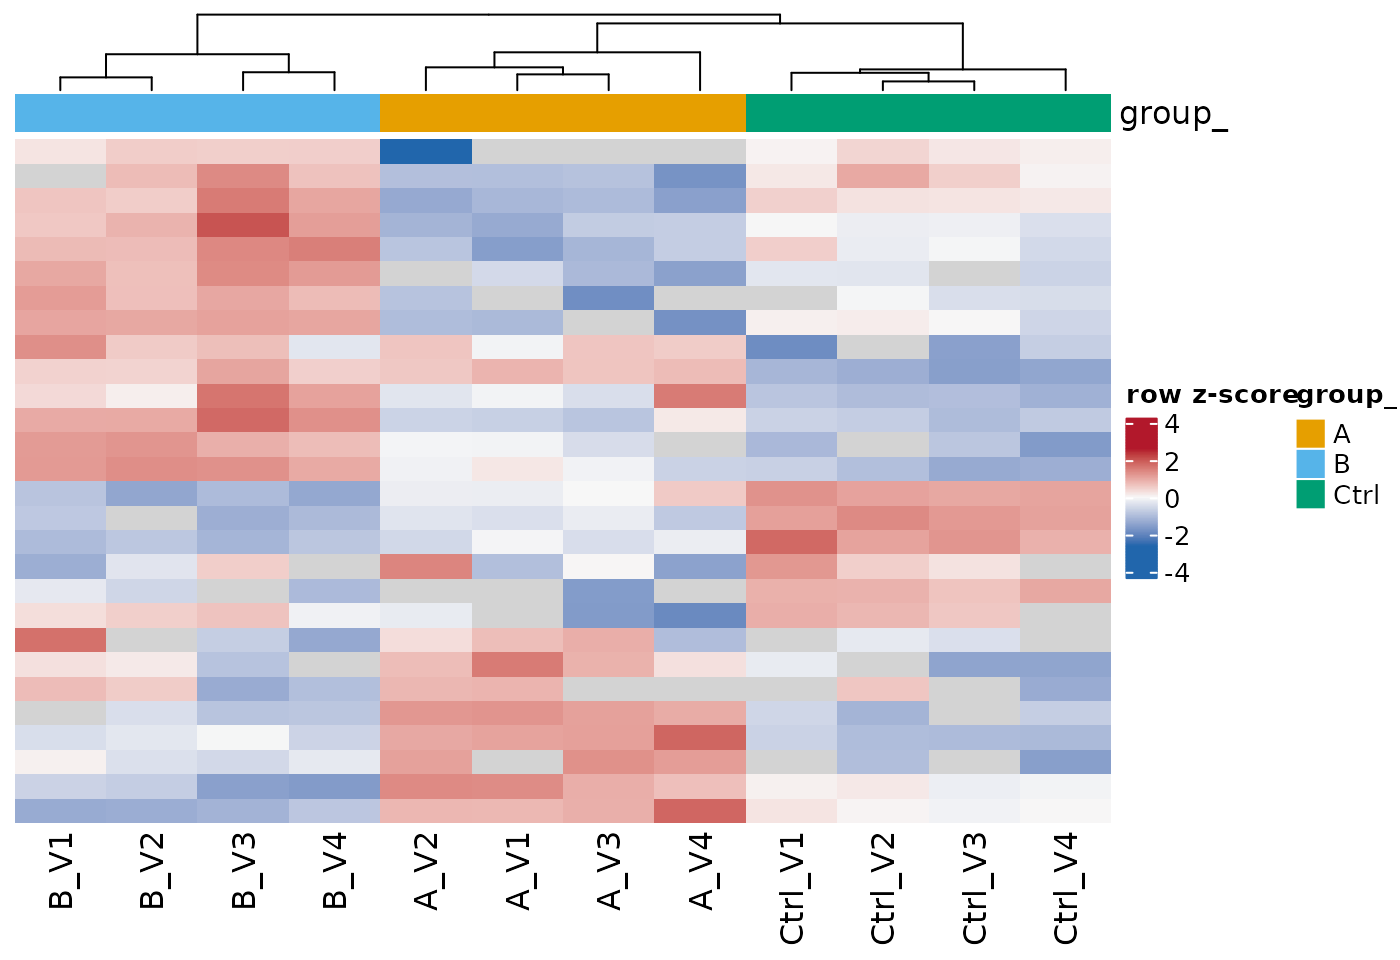 group_
row z-score
4
2
0
-2
-4
group_
A
B
Ctrl
B_V1
B_V2
B_V3
B_V4
A_V2
A_V1
A_V3
A_V4
Ctrl_V1
Ctrl_V2
Ctrl_V3
Ctrl_V4